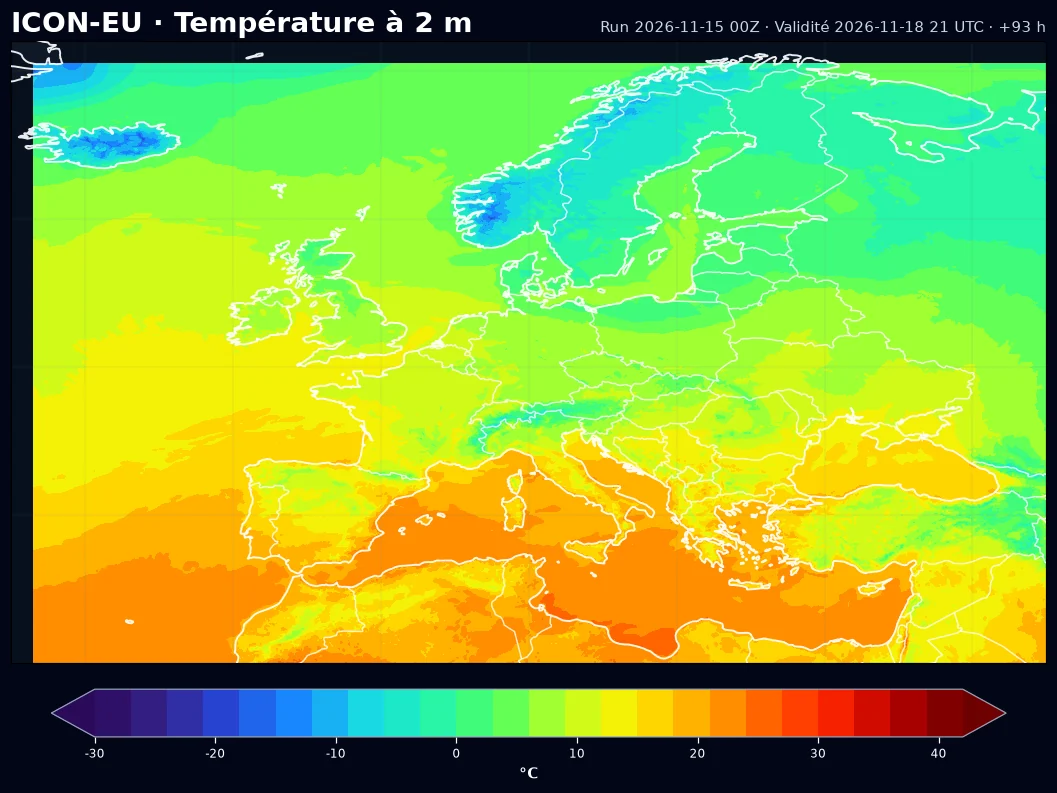 ICON-EU · Température à 2 m
Run 2026-11-15 00Z · Validité 2026-11-18 21 UTC · +93 h
-30 -20 -10 0 10 20 30 40
°C